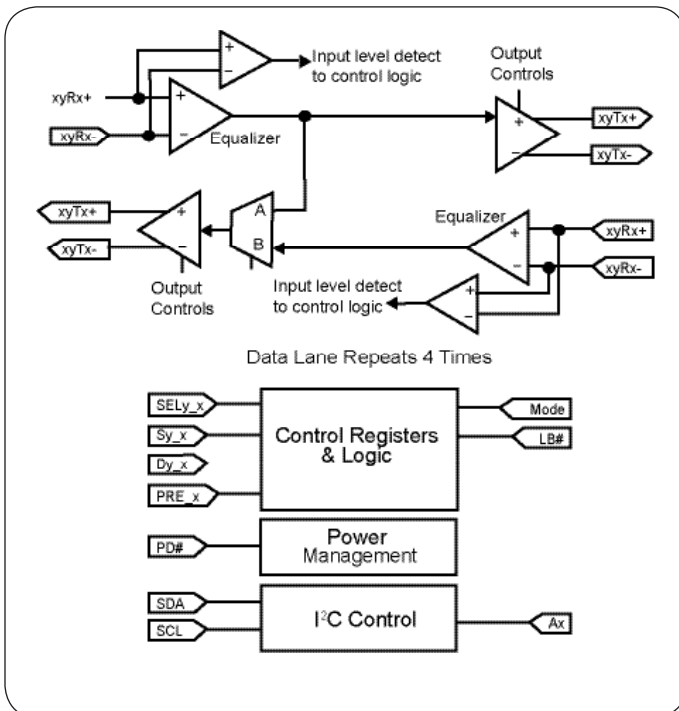 Input level detect
to control logic
Output
Controls
+
−
xyRx+
xyRx-
+
−
Equalizer
+
−
xyTx+
xyTx-
xyTx+
xyTx-
+
−
A
B
Equalizer
+
−
xyRx+
xyRx-
Output
Controls
Input level detect
to control logic
+
−
Data Lane Repeats 4 Times
SELy_x
Sy_x
Dy_x
PRE_x
Control Registers
& Logic
Mode
LB#
PD#
Power
Management
SDA
SCL
I²C Control
Ax